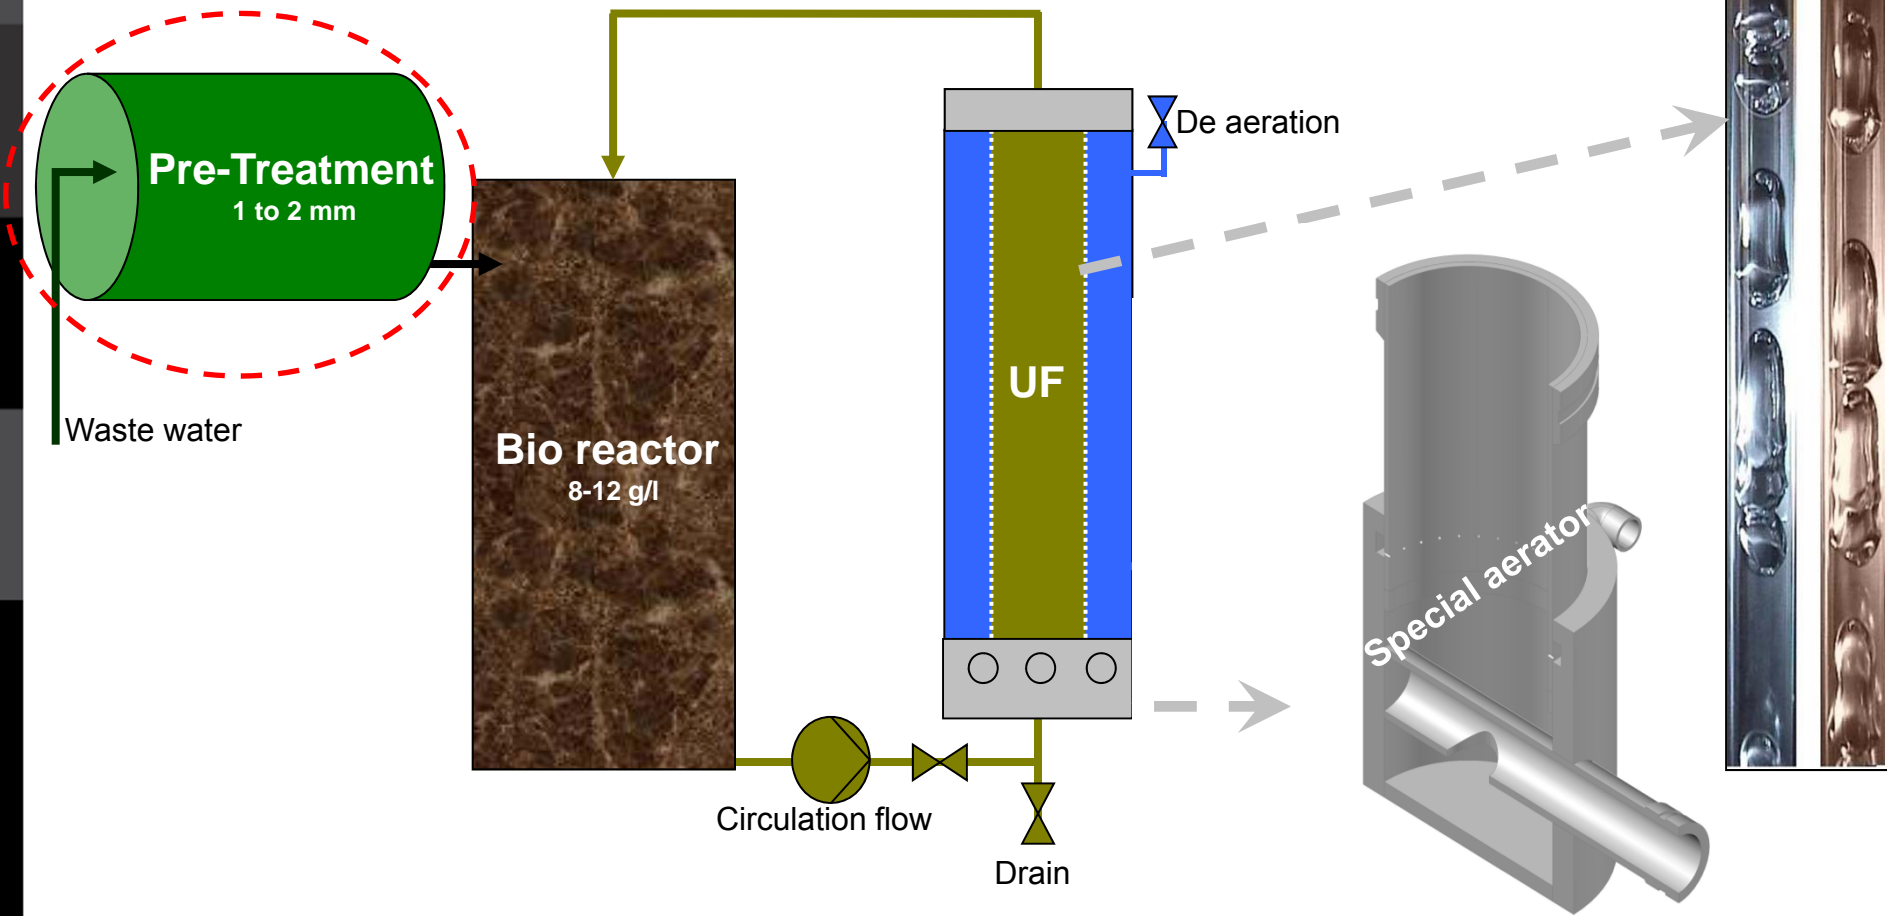 Pre-Treatment
1 to 2 mm
De aeration
UF
Waste water
Bio reactor
8-12 g/l
Special aerator
Circulation flow
Drain